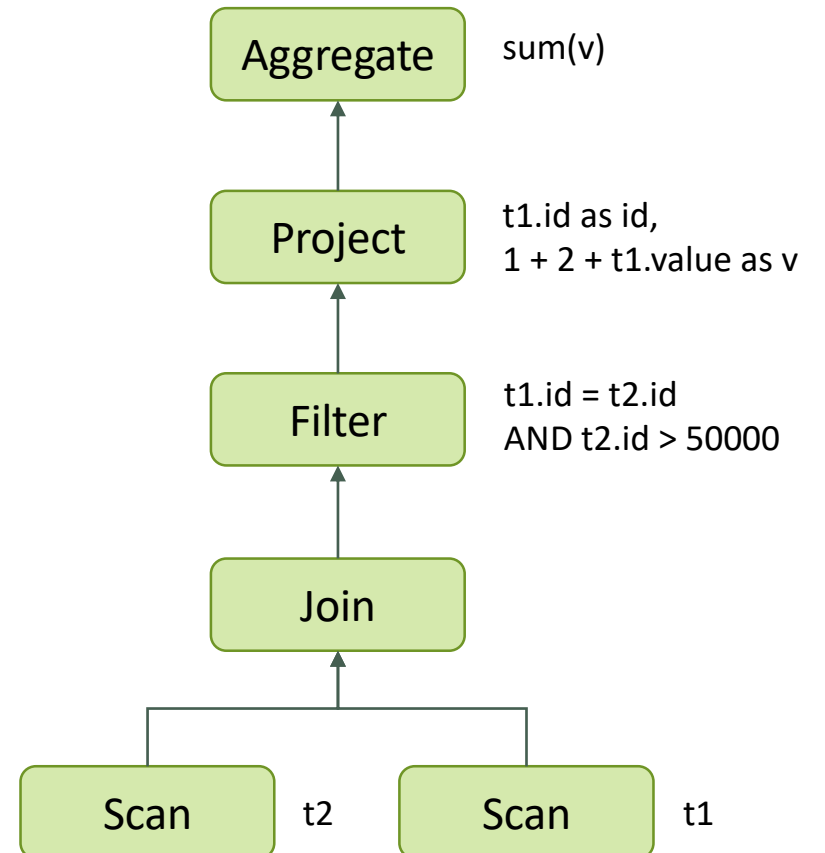 Aggregate
sum(v)
Project
t1.id as id,
1 + 2 + t1.value as v
Filter
t1.id = t2.id
AND t2.id > 50000
Join
Scan
t2
Scan
t1